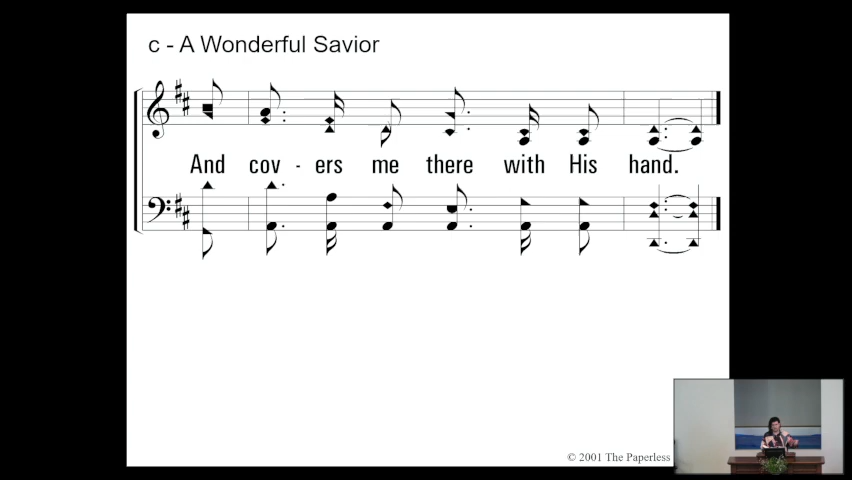 c - A Wonderful Savior
And cov - ers me there with His hand.
© 2001 The Paperless